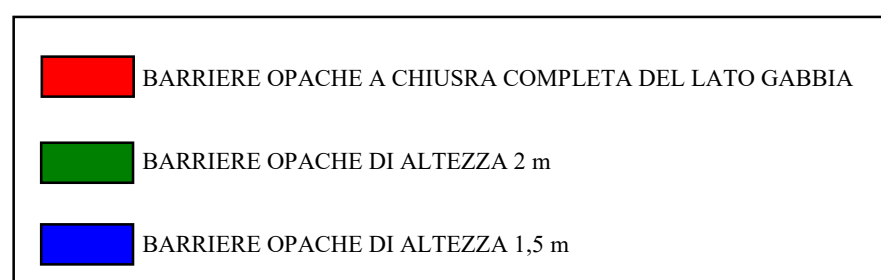 BARRIERE OPACHE A CHIUSRA COMPLETA DEL LATO GABBIA
BARRIERE OPACHE DI ALTEZZA 2 m
BARRIERE OPACHE DI ALTEZZA 1,5 m